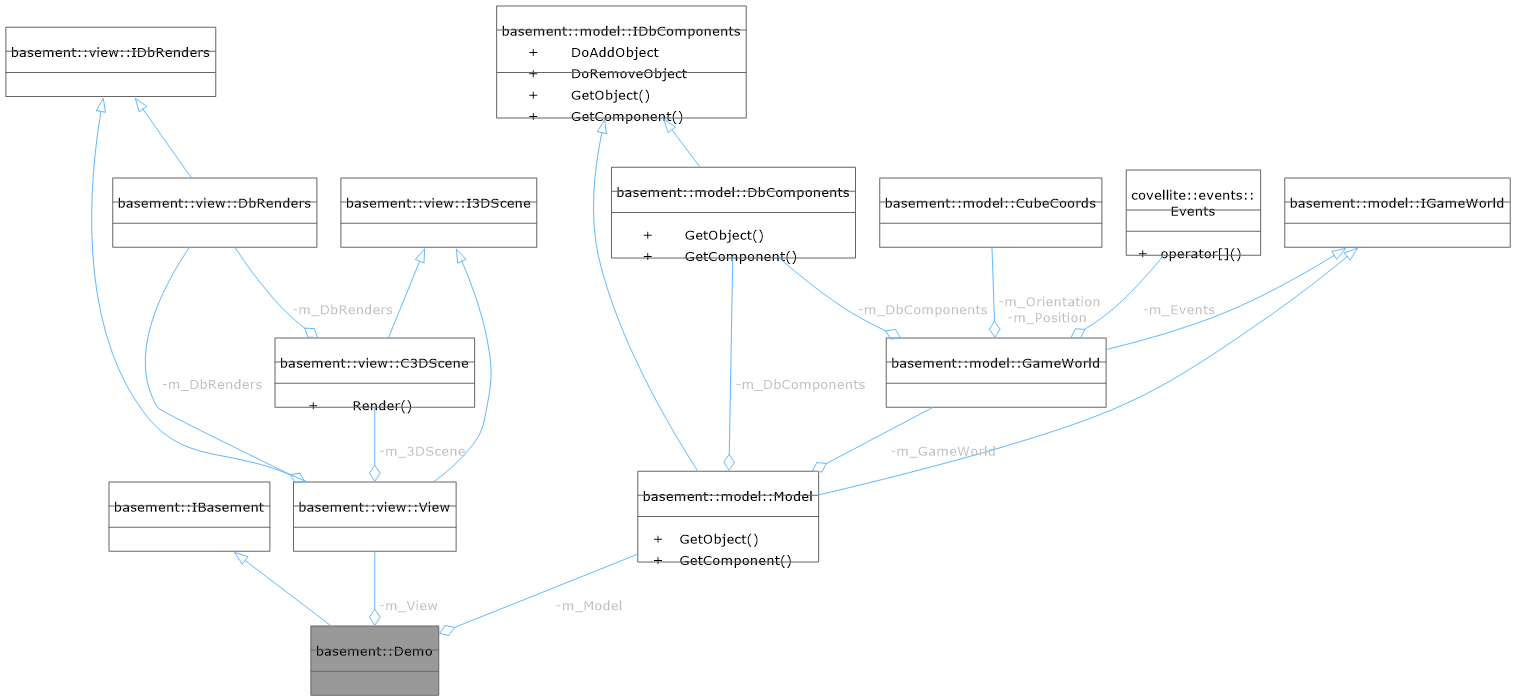 basement::model::IDbComponents
+ DoAddObject
+ DoRemoveObject
+ GetObject()
+ GetComponent()
basement::view::IDbRenders
basement::view::DbRenders
basement::view::I3DScene
basement::model::DbComponents
+ GetObject()
+ GetComponent()
basement::model::CubeCoords
covellite::events::
Events
+ operator[]()
basement::model::IGameWorld
-m_DbRenders
-m_DbComponents
-m_Orientation
-m_Position
-m_Events
basement::view::C3DScene
+ Render()
basement::model::GameWorld
-m_DbRenders
-m_DbComponents
-m_3DScene
-m_GameWorld
basement::IBasement
basement::view::View
basement::model::Model
+ GetObject()
+ GetComponent()
-m_View
-m_Model
basement::Demo